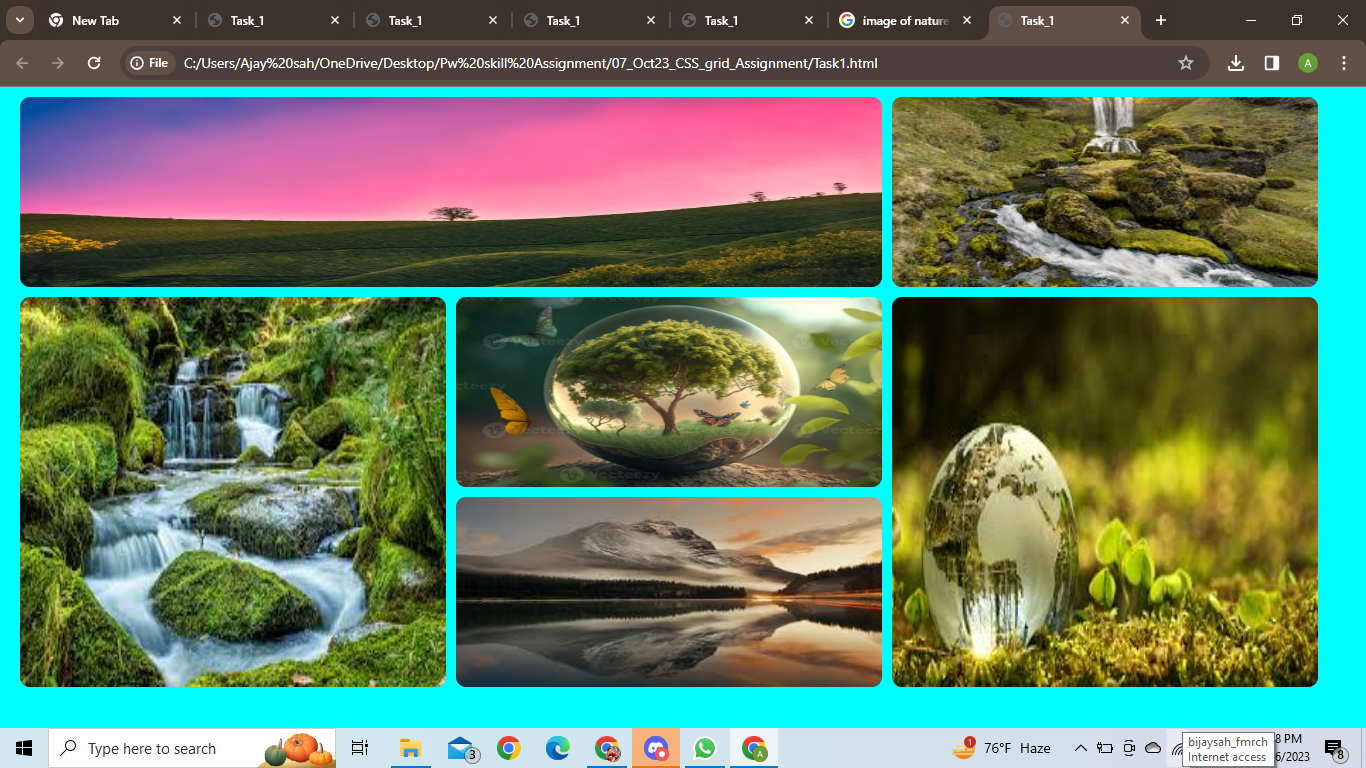 New Tab
Task_1
Task_1
Task_1
Task_1
image of nature
Task_1
File
C:/Users/Ajay%20sah/OneDrive/Desktop/Pw%20skill%20Assignment/07_Oct23_CSS_grid_Assignment/Task1.html
A
Vecteezy
Type here to search
3
A
1
76°F Haze
bijaysah_fmrch
Internet access
8 PM
6/2023
8